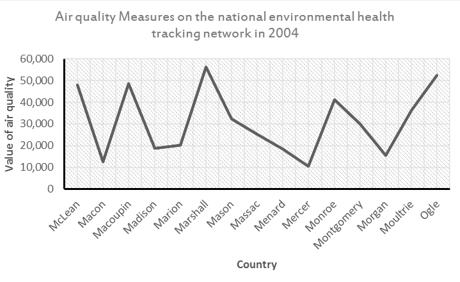 Air quality Measures on the national environmental health
tracking network in 2004
Value of air quality
60,000
50,000
40,000
30,000
20,000
10,000
0
McLean
Macon
Macoupin
Madison
Marion
Marshall
Mason
Massac
Menard
Mercer
Monroe
Montgomery
Morgan
Moultrie
Ogle
Country